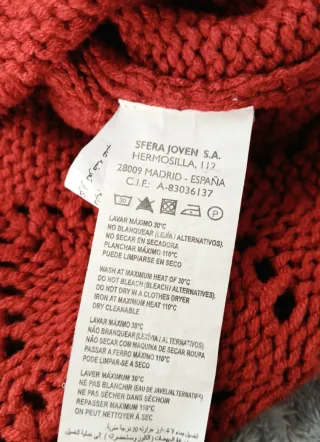 SFERA JOVEN S.A.
HERMOSILLA, 112
28009 MADRID - ESPAÑA
C.I.F.: A-83036137
30 P
LAVAR MÁXIMO 30°C
NO BLANQUEAR (LEJÍA / ALTERNATIVOS).
NO SECAR EN SECADORA
PLANCHAR MÁXIMO 110°C
PUEDE LIMPIARSE EN SECO
WASH AT MAXIMUM HEAT OF 30°C
DO NOT BLEACH (BLEACH / ALTERNATIVES).
DO NOT DRY IN A CLOTHES DRYER
IRON AT MAXIMUM HEAT 110°C
DRY CLEANABLE
LAVAR MÁXIMO 30°C
NÃO BRANQUEAR (LEXÍVIA / ALTERNATIVOS).
NÃO SECAR COM MAQUINA DE SECAR ROUPA
PASSAR A FERRO MÁXIMO 110°C
PODE LIMPAR-SE A SECO
LAVER MAXIMUM 30°C
NE PAS BLANCHIR (EAU DE JAVEL/ALTERNATIFS)
NE PAS SÉCHER DANS SÉCHOIR
REPASSER MAXIMUM 110°C
ON PEUT NETTOYER À SEC